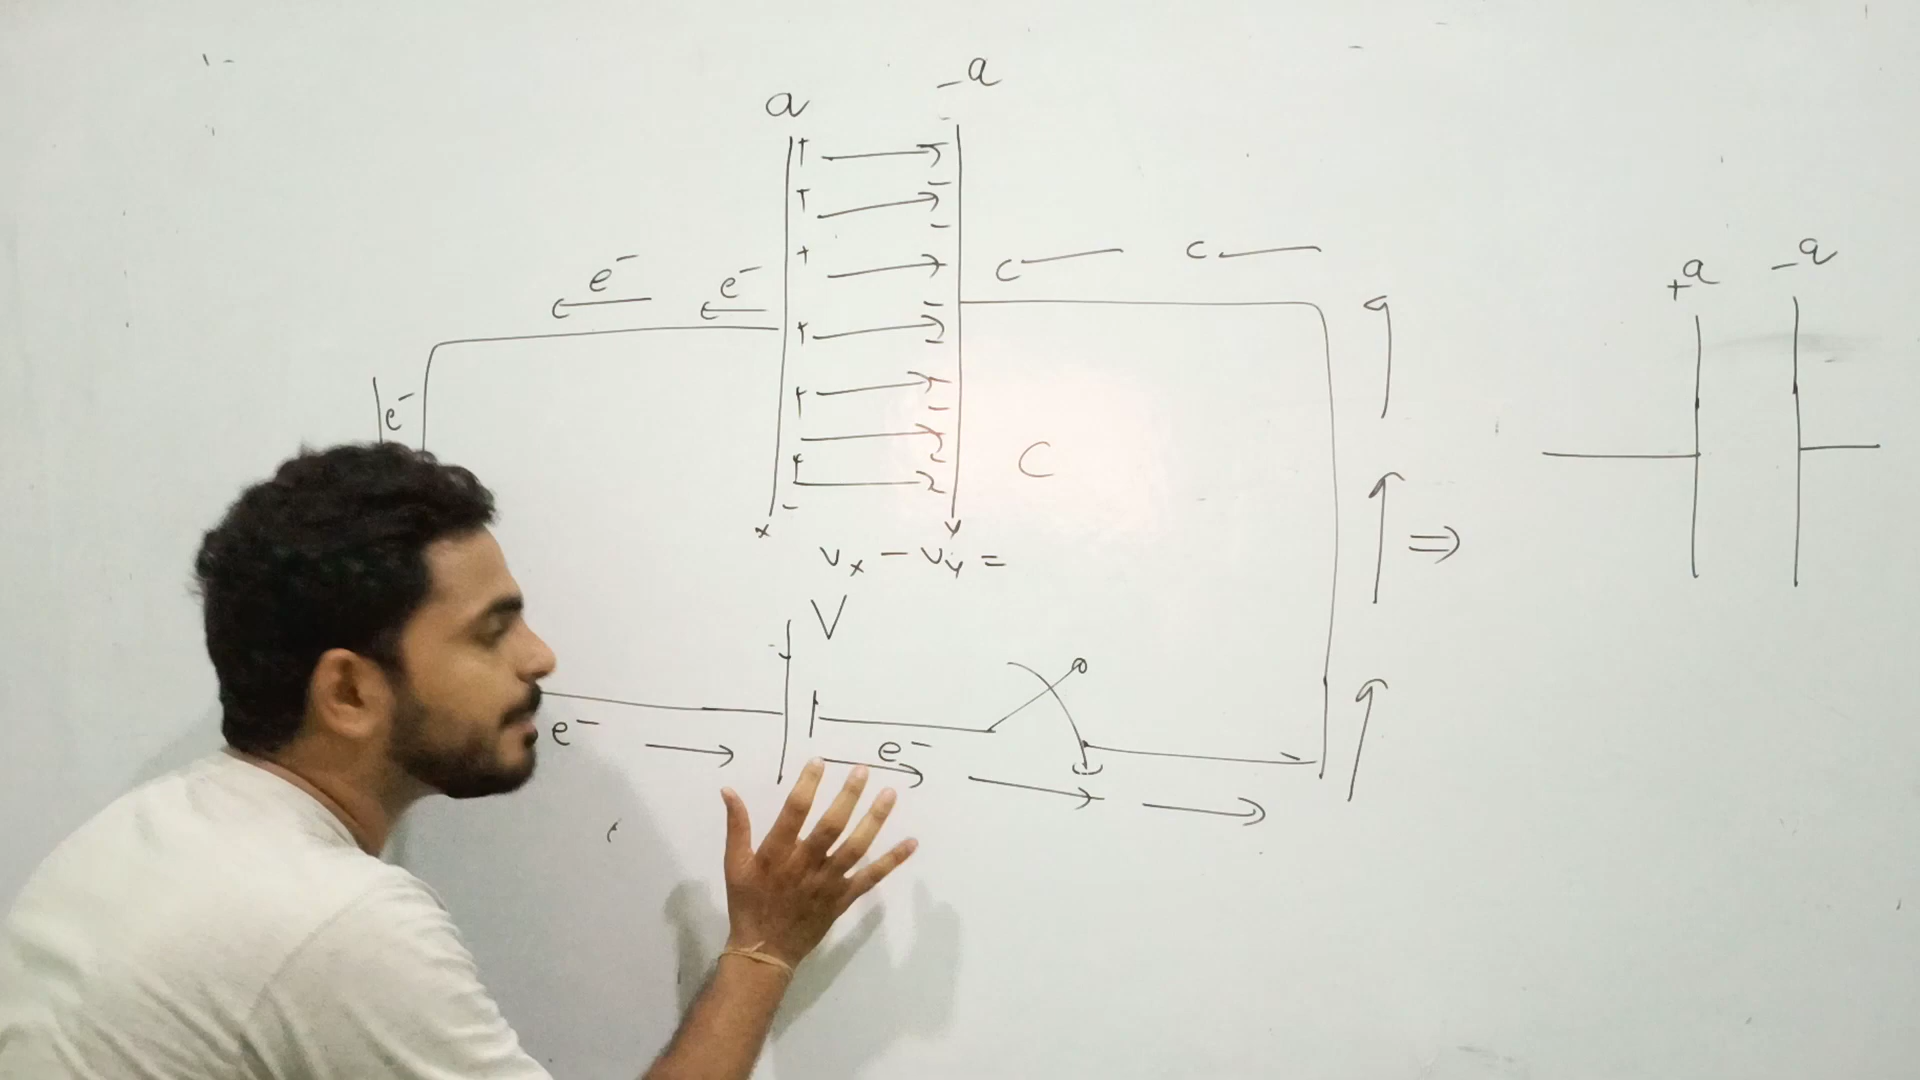 a -a
+ -
e⁻ e⁻
e⁻
+a -a
C
x y
Vx - Vy =
V
e⁻ e⁻